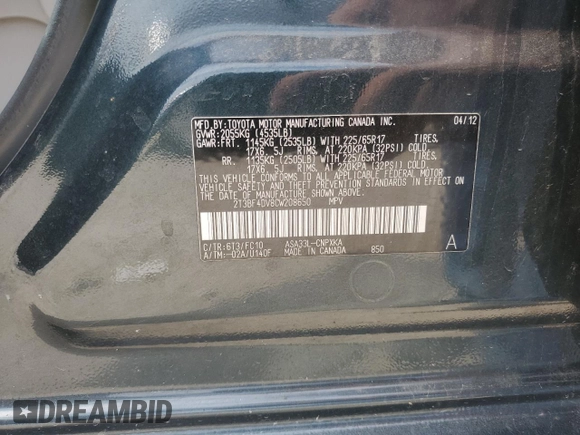 MFD.BY:TOYOTA MOTOR MANUFACTURING CANADA INC. 04/12
GVWR:2055KG (4535LB)
GAWR:FRT. 1145KG (2535LB) WITH 225/65R17 TIRES,
17X6.5J RIMS, AT 220KPA (32PSI) COLD.
RR. 1135KG (2505LB) WITH 225/65R17 TIRES,
17X6.5J RIMS, AT 220KPA (32PSI) COLD.
THIS VEHICLE CONFORMS TO ALL APPLICABLE FEDERAL MOTOR
VEHICLE SAFETY AND THEFT PREVENTION STANDARDS IN EFFECT ON
THE DATE OF MANUFACTURE SHOWN ABOVE.
2T3BF4DV8CW208650 MPV
C/TR:6T3/FC10 ASA33L-CNPXKA
A/TM:-02A/U140F MADE IN CANADA 850 A
DREAMBID